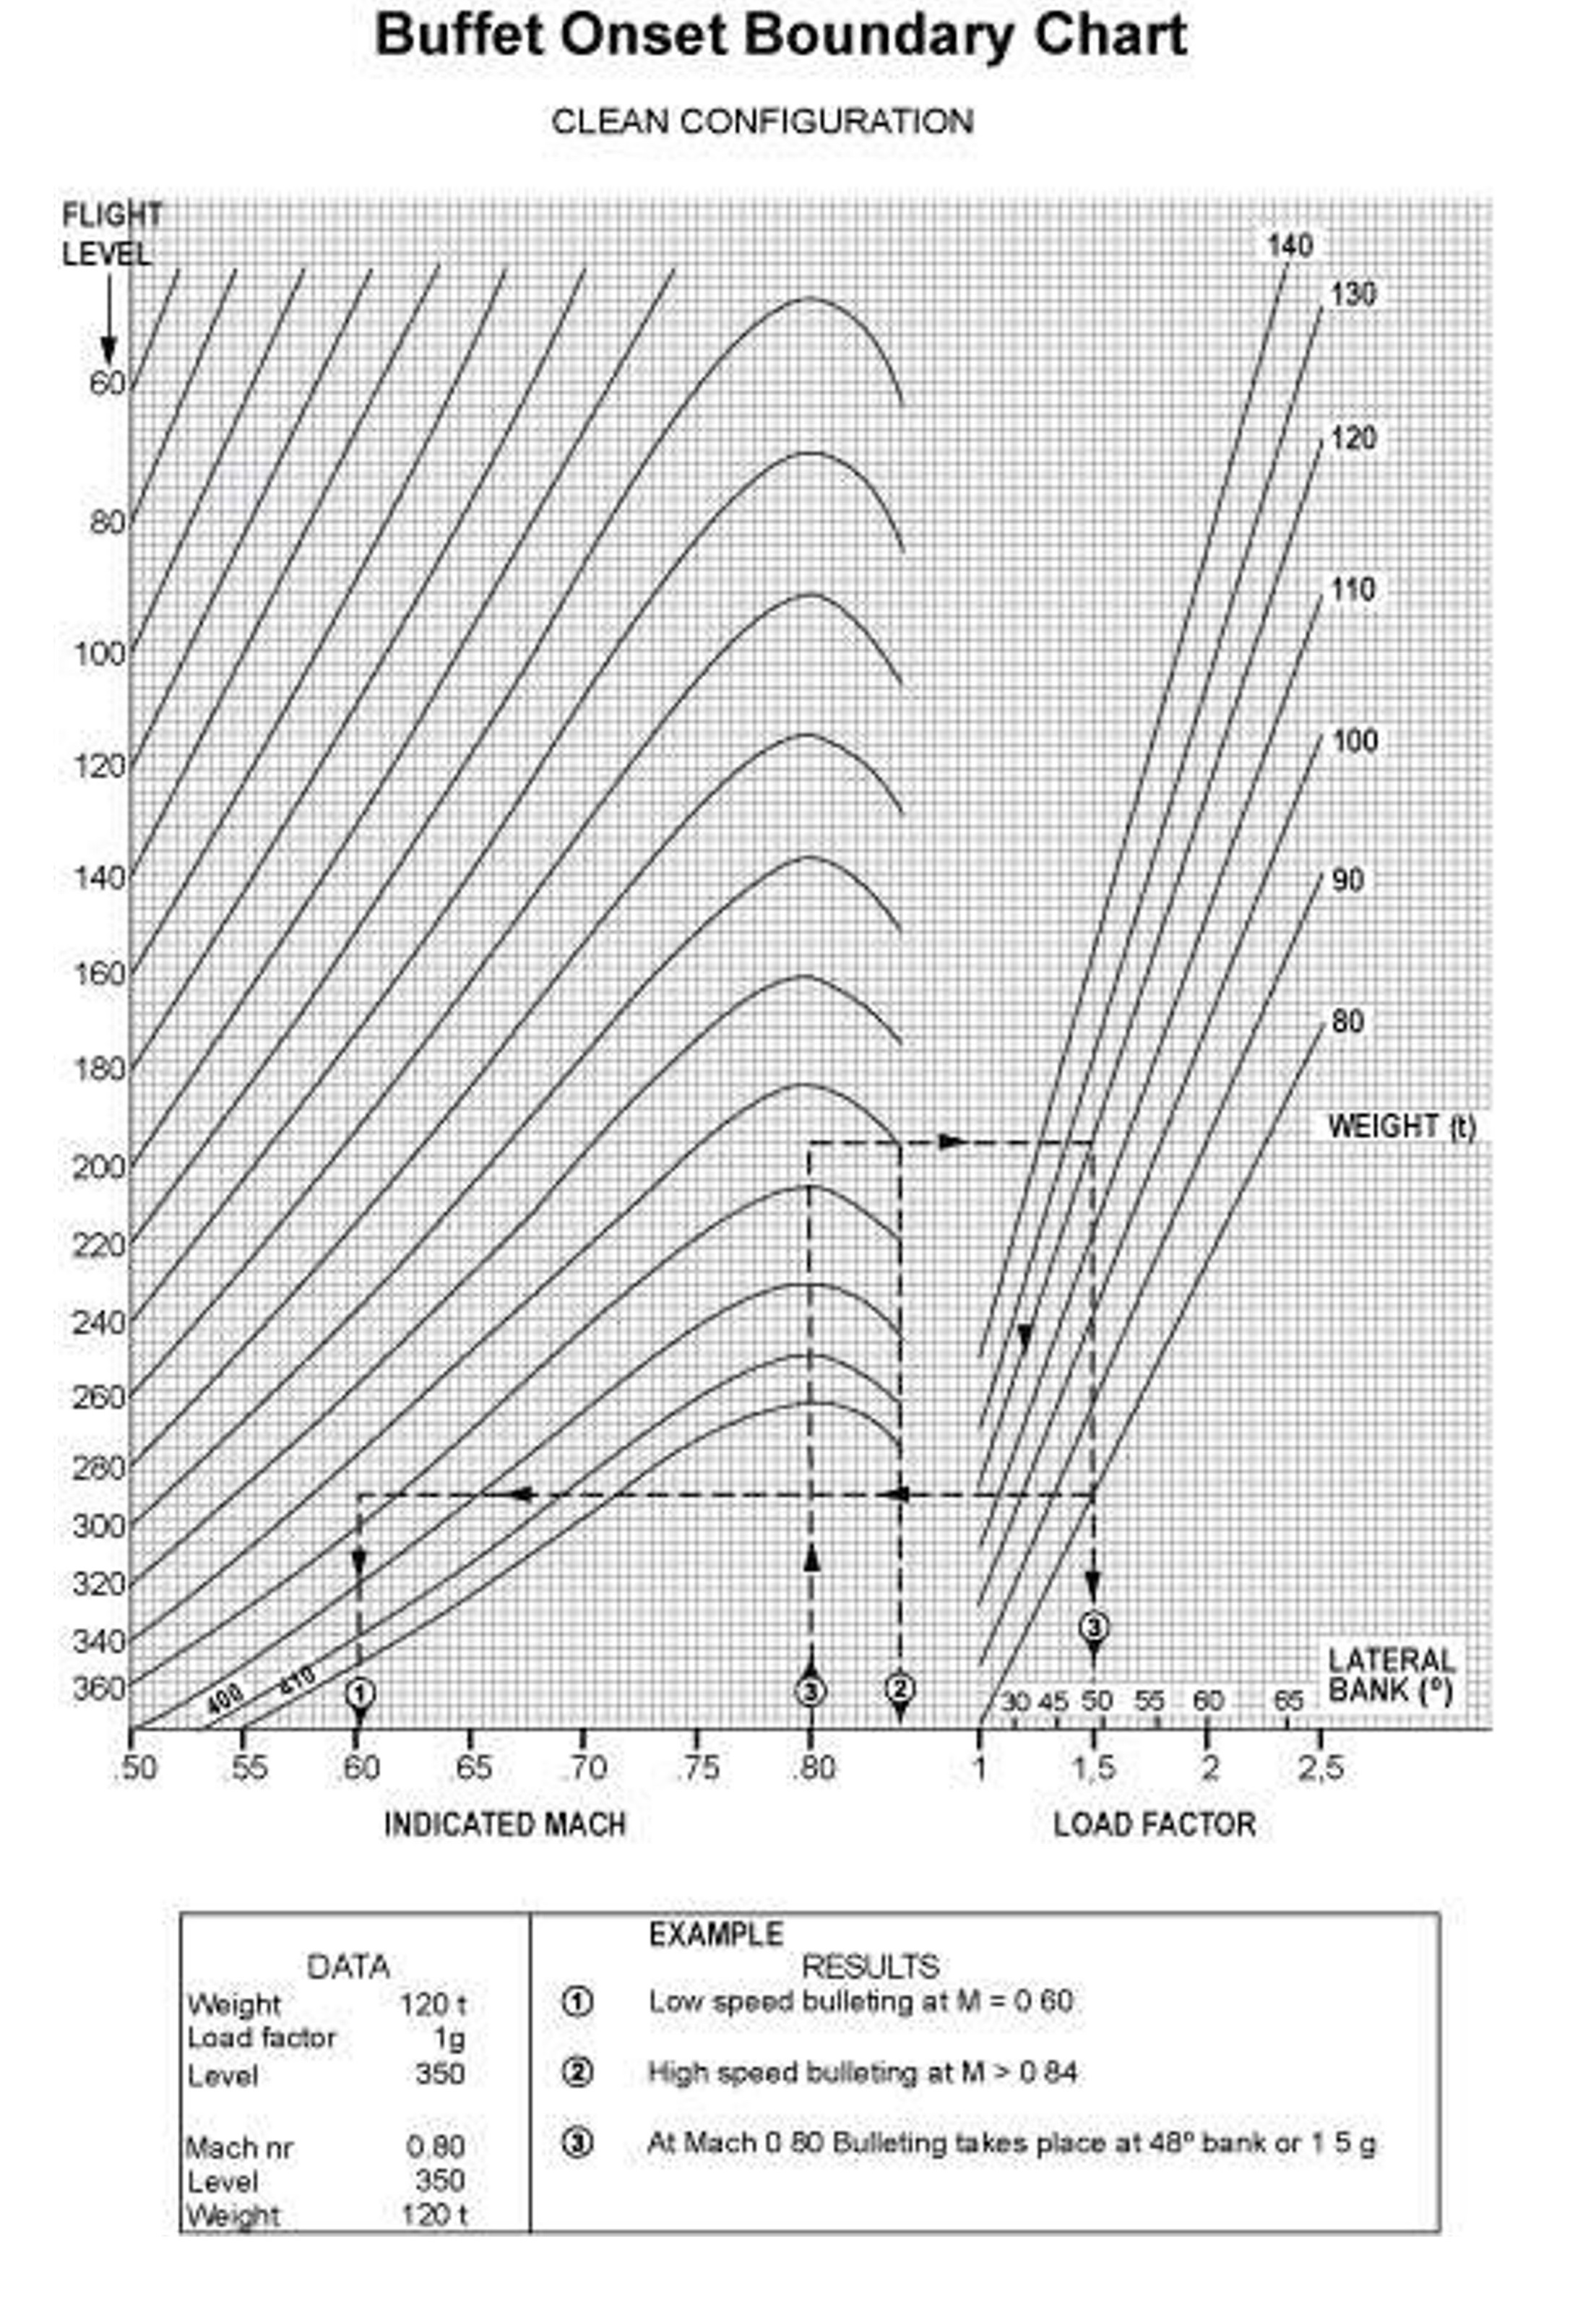 Buffet Onset Boundary Chart
CLEAN CONFIGURATION
FLIGHT
LEVEL
60
80
100
120
140
160
180
200
220
240
260
280
300
320
340
360
400
410
140
130
120
110
100
90
80
WEIGHT (t)
LATERAL
BANK (º)
30 45 50 55 60 65
1 3 2 3
.50 .55 .60 .65 .70 .75 .80 1 1,5 2 2,5
INDICATED MACH LOAD FACTOR
EXAMPLE
DATA RESULTS
Weight 120 t 1 Low speed bulleting at M = 0 60
Load factor 1g
Level 350 2 High speed bulleting at M > 0 84
Mach nr 0.80 3 At Mach 0 80 Bulleting takes place at 48º bank or 1 5 g
Level 350
Weight 120 t